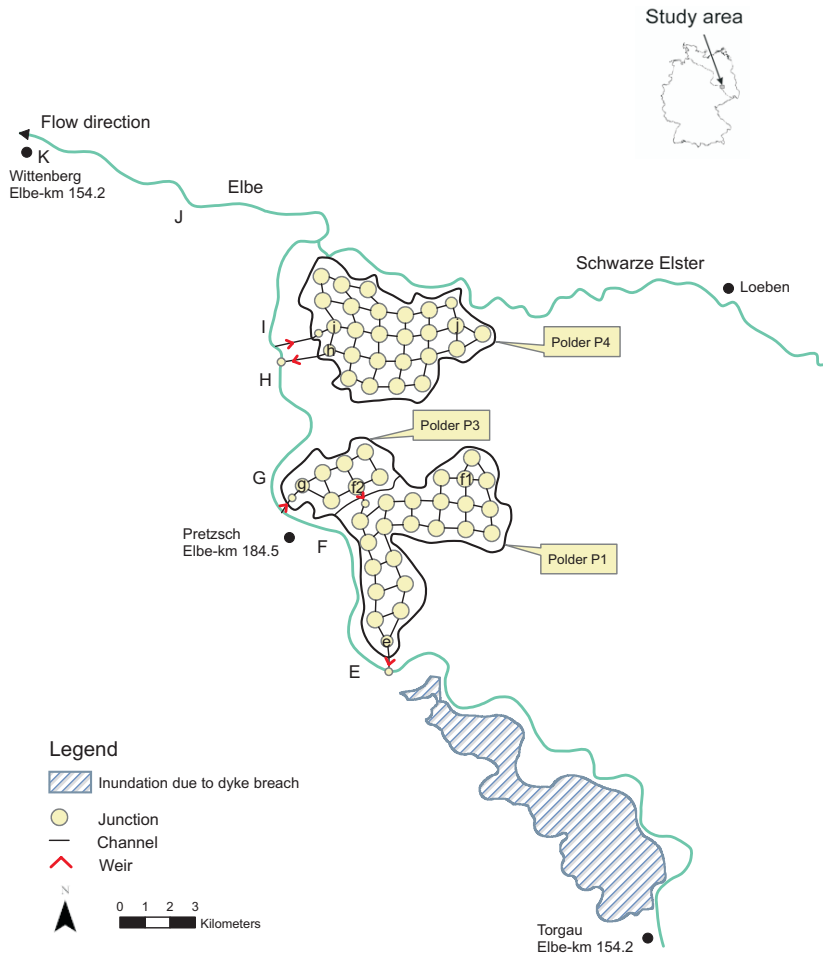 Study area
Flow direction
K
Wittenberg
Elbe-km 154.2
Elbe
J
Schwarze Elster
Loeben
I
i
j
h
H
Polder P4
Polder P3
G
g
f2
f1
Pretzsch
Elbe-km 184.5
F
Polder P1
e
E
Legend
Inundation due to dyke breach
Junction
Channel
Weir
N
0 1 2 3
Kilometers
Torgau
Elbe-km 154.2